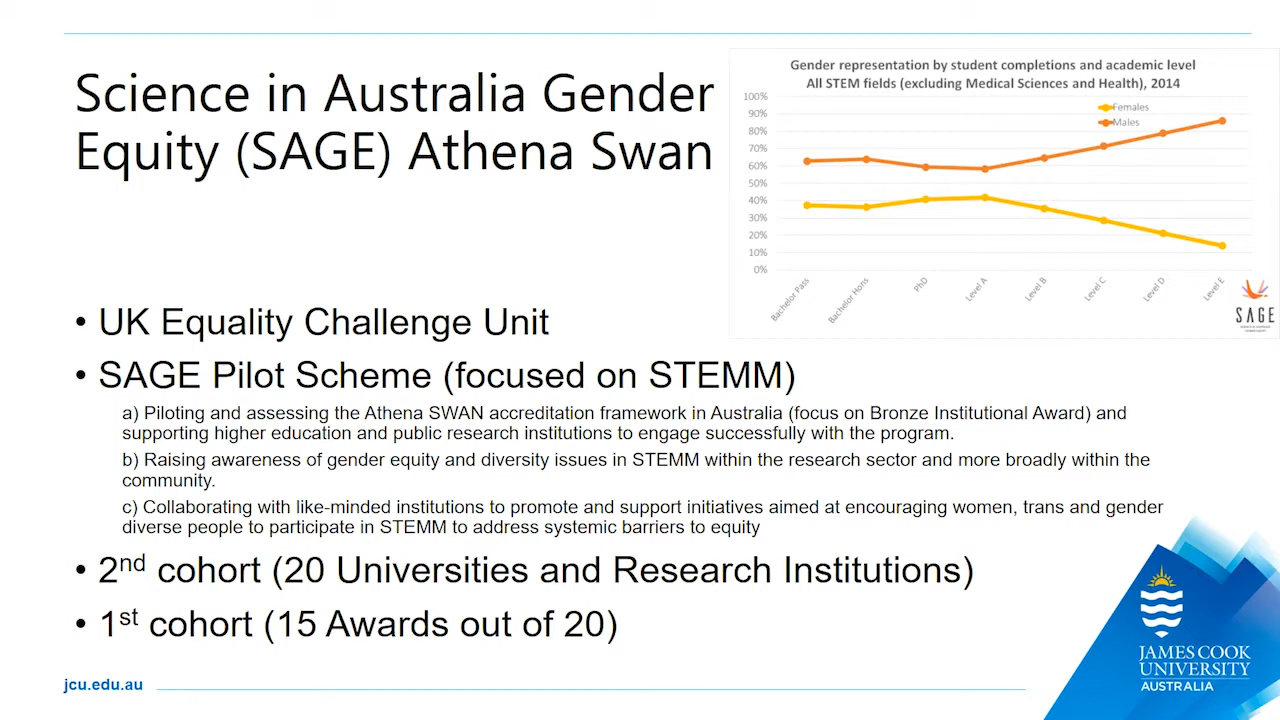 Science in Australia Gender
Equity (SAGE) Athena Swan
Gender representation by student completions and academic level
All STEM fields (excluding Medical Sciences and Health), 2014
Females
Males
100%
90%
80%
70%
60%
50%
40%
30%
20%
10%
0%
Bachelor Pass
Bachelor Hons
PhD
Level A
Level B
Level C
Level D
Level E
SAGE
• UK Equality Challenge Unit
• SAGE Pilot Scheme (focused on STEMM)
a) Piloting and assessing the Athena SWAN accreditation framework in Australia (focus on Bronze Institutional Award) and
supporting higher education and public research institutions to engage successfully with the program.
b) Raising awareness of gender equity and diversity issues in STEMM within the research sector and more broadly within the
community.
c) Collaborating with like-minded institutions to promote and support initiatives aimed at encouraging women, trans and gender
diverse people to participate in STEMM to address systemic barriers to equity
• 2nd cohort (20 Universities and Research Institutions)
• 1st cohort (15 Awards out of 20)
jcu.edu.au
JAMES COOK
UNIVERSITY
AUSTRALIA